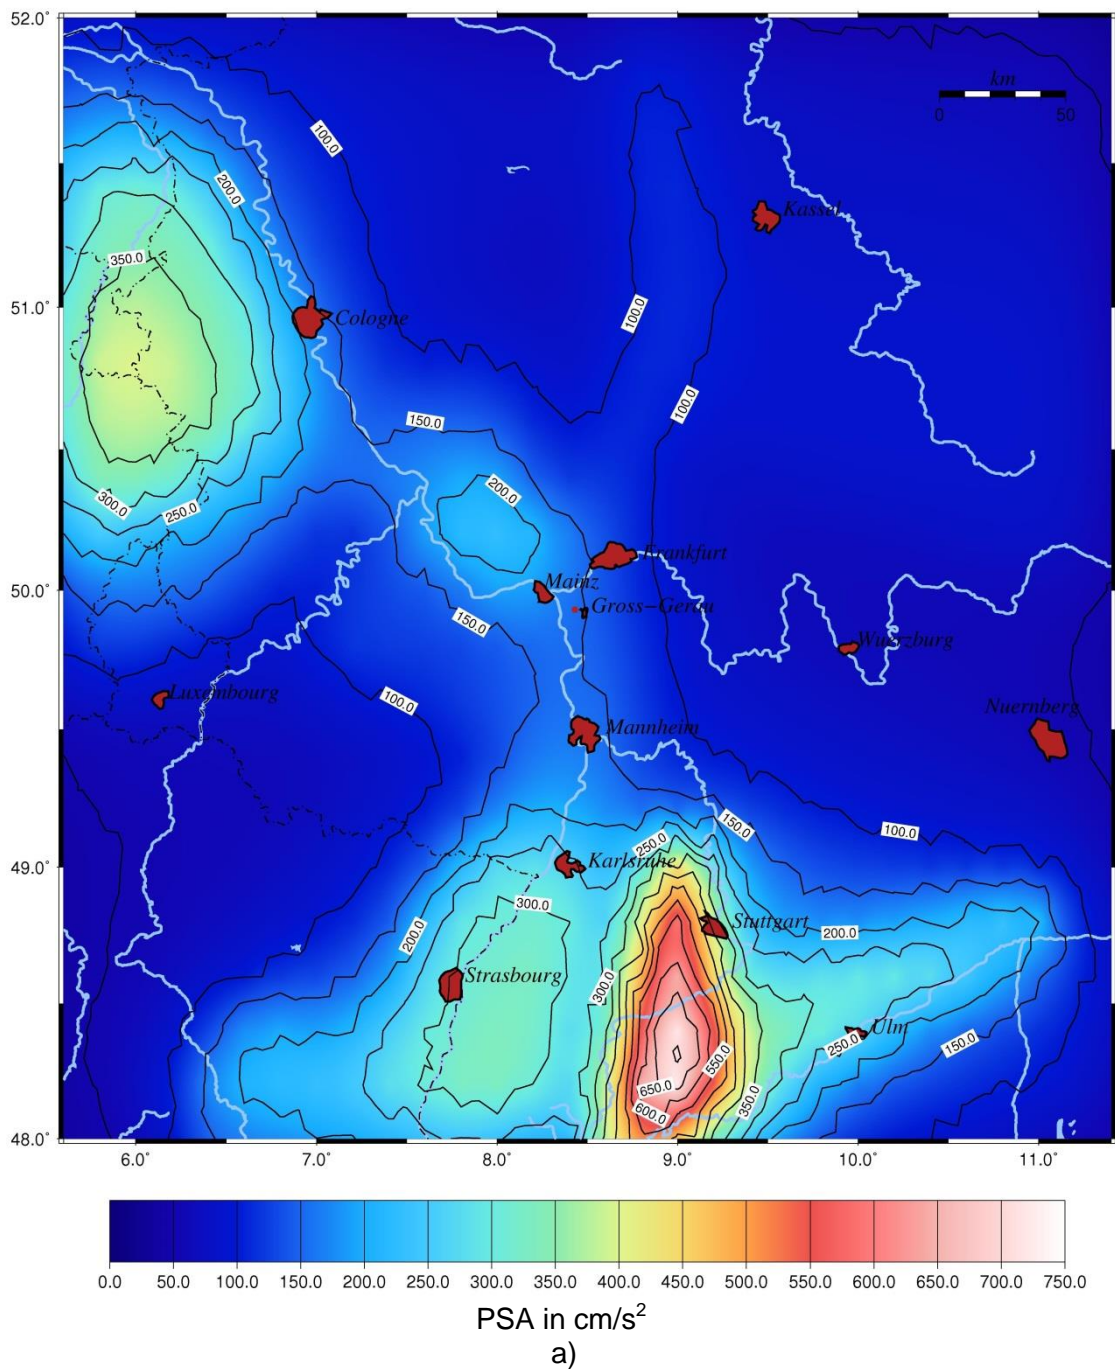 52.0°
km
0 50
100.0
200.0
Kassel
350.0
51.0°
Cologne
100.0
100.0
150.0
200.0
300.0
250.0
Frankfurt
50.0°
Mainz
Gross-Gerau
150.0
Wuerzburg
Luxembourg
100.0
Nuernberg
Mannheim
150.0
100.0
250.0
49.0°
Karlsruhe
300.0
Stuttgart
200.0
200.0
Strasbourg
300.0
Ulm
250.0
150.0
550.0
650.0
350.0
600.0
48.0°
6.0° 7.0° 8.0° 9.0° 10.0° 11.0°
0.0 50.0 100.0 150.0 200.0 250.0 300.0 350.0 400.0 450.0 500.0 550.0 600.0 650.0 700.0 750.0
PSA in cm/s²
a)